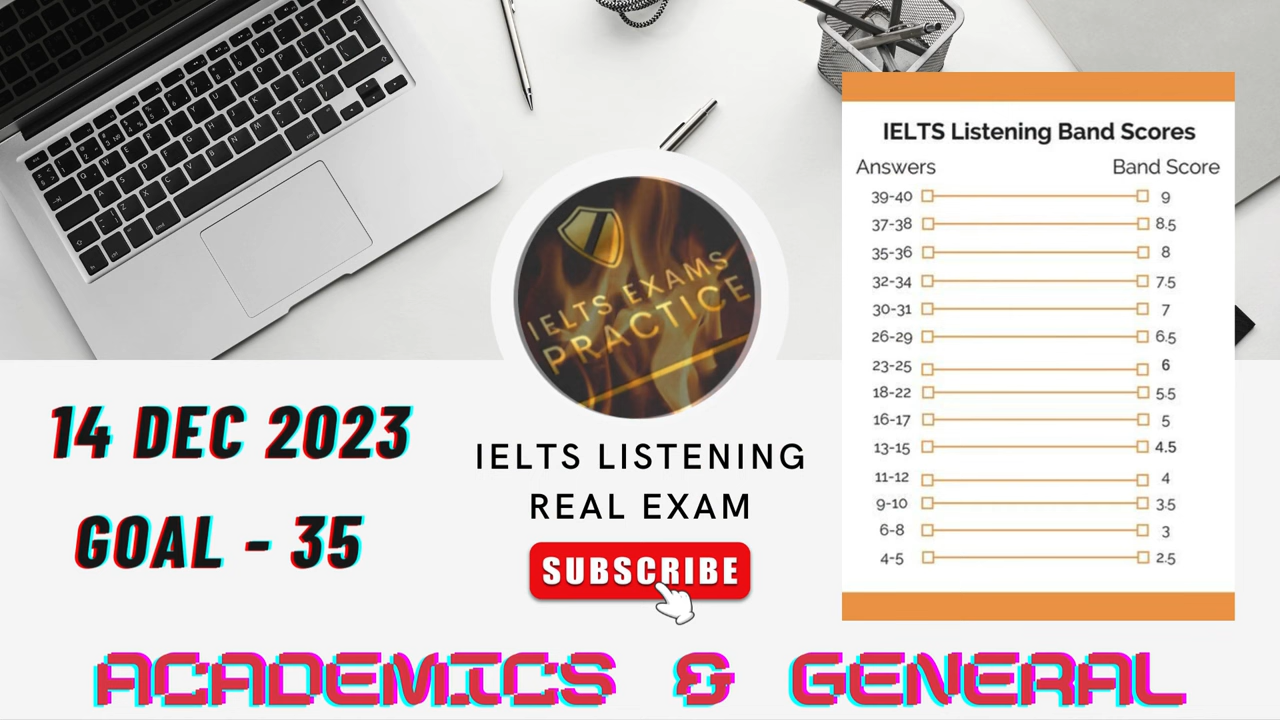 IELTS Listening Band Scores
Answers Band Score
39-40 9
37-38 8.5
35-36 8
32-34 7.5
30-31 7
26-29 6.5
23-25 6
18-22 5.5
16-17 5
13-15 4.5
11-12 4
9-10 3.5
6-8 3
4-5 2.5
IELTS EXAMS
PRACTICE
14 DEC 2023
GOAL - 35
IELTS LISTENING
REAL EXAM
SUBSCRIBE
ACADEMICS & GENERAL